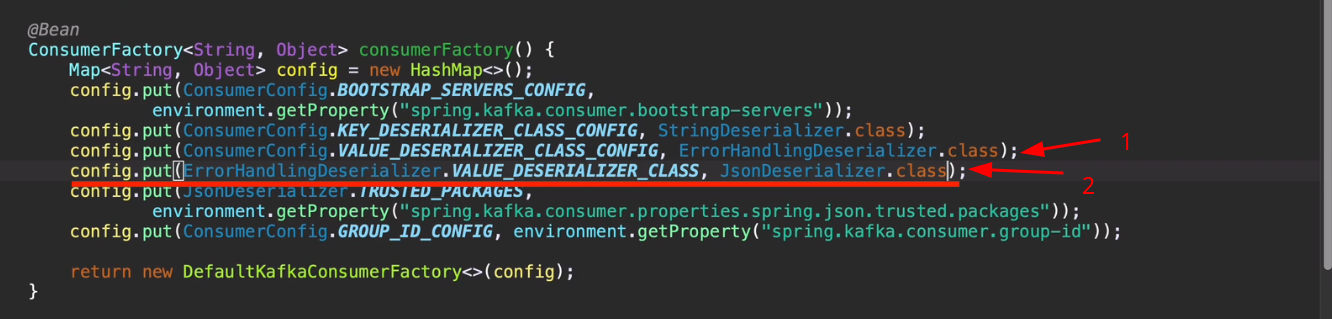 @Bean
ConsumerFactory<String, Object> consumerFactory() {
Map<String, Object> config = new HashMap<>();
config.put(ConsumerConfig.BOOTSTRAP_SERVERS_CONFIG,
environment.getProperty("spring.kafka.consumer.bootstrap-servers"));
config.put(ConsumerConfig.KEY_DESERIALIZER_CLASS_CONFIG, StringDeserializer.class);
config.put(ConsumerConfig.VALUE_DESERIALIZER_CLASS_CONFIG, ErrorHandlingDeserializer.class); 1
config.put(ErrorHandlingDeserializer.VALUE_DESERIALIZER_CLASS, JsonDeserializer.class); 2
config.put(JsonDeserializer.TRUSTED_PACKAGES,
environment.getProperty("spring.kafka.consumer.properties.spring.json.trusted.packages"));
config.put(ConsumerConfig.GROUP_ID_CONFIG, environment.getProperty("spring.kafka.consumer.group-id"));
return new DefaultKafkaConsumerFactory<>(config);
}